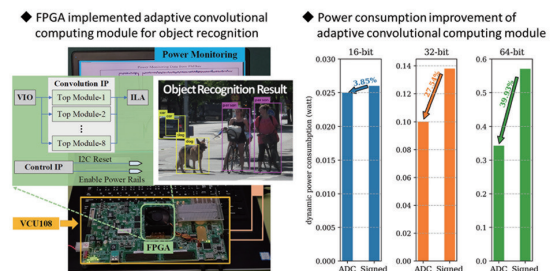 ◆ FPGA implemented adaptive convolutional
computing module for object recognition
Power Monitoring
Convolution IP
VIO
Top Module-1
Top Module-2
⋮
Top Module-8
ILA
Control IP
I2C Reset
Enable Power Rails
Object Recognition Result
dog
VCU108
FPGA
◆ Power consumption improvement of
adaptive convolutional computing module
16-bit
32-bit
64-bit
dynamic power consumption (watt)
0.030
0.025
0.020
0.015
0.010
0.005
0.000
3.85%
ADC Signed
0.14
0.12
0.10
0.08
0.06
0.04
0.02
0.00
27.55%
ADC Signed
0.6
0.5
0.4
0.3
0.2
0.1
0.0
39.93%
ADC Signed